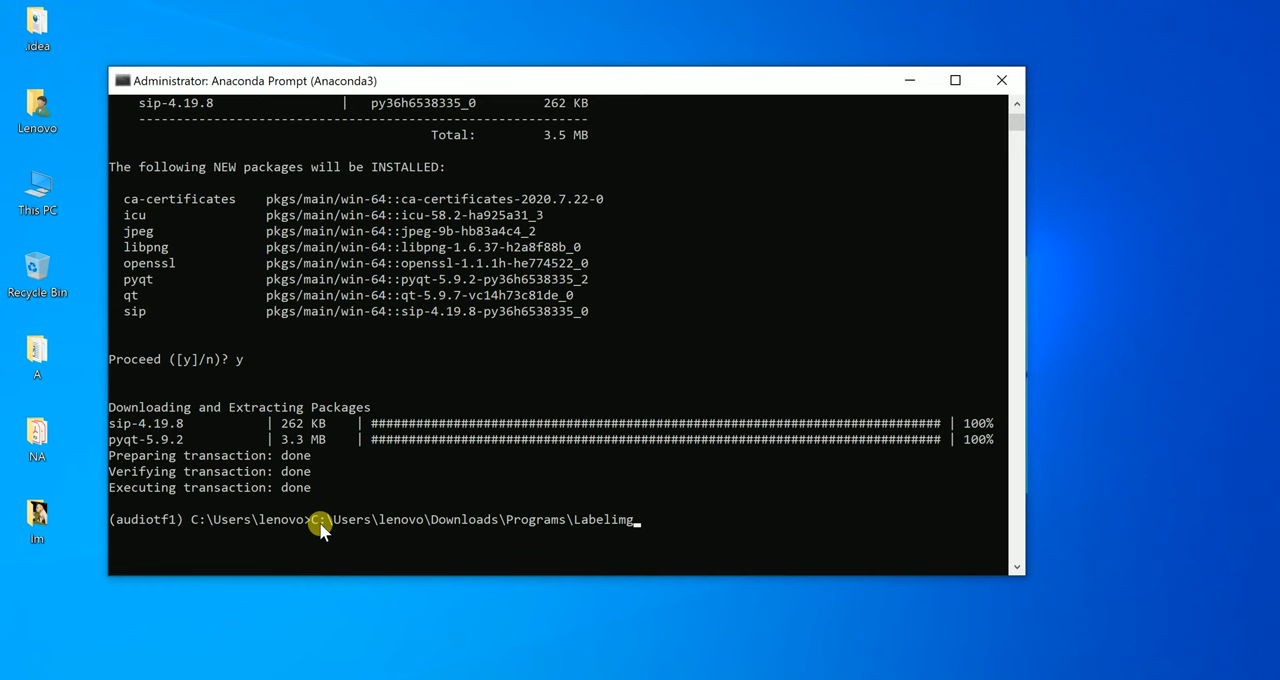 .idea
Lenovo
This PC
Recycle Bin
A
NA
Im
Administrator: Anaconda Prompt (Anaconda3)
sip-4.19.8 | py36h6538335_0 262 KB
------------------------------------------------------------
Total: 3.5 MB
The following NEW packages will be INSTALLED:
ca-certificates pkgs/main/win-64::ca-certificates-2020.7.22-0
icu pkgs/main/win-64::icu-58.2-ha925a31_3
jpeg pkgs/main/win-64::jpeg-9b-hb83a4c4_2
libpng pkgs/main/win-64::libpng-1.6.37-h2a8f88b_0
openssl pkgs/main/win-64::openssl-1.1.1h-he774522_0
pyqt pkgs/main/win-64::pyqt-5.9.2-py36h6538335_2
qt pkgs/main/win-64::qt-5.9.7-vc14h73c81de_0
sip pkgs/main/win-64::sip-4.19.8-py36h6538335_0
Proceed ([y]/n)? y
Downloading and Extracting Packages
sip-4.19.8 | 262 KB | ############################################################################ | 100%
pyqt-5.9.2 | 3.3 MB | ############################################################################ | 100%
Preparing transaction: done
Verifying transaction: done
Executing transaction: done
(audiotf1) C:\Users\lenovo>C:\Users\lenovo\Downloads\Programs\Labelimg_